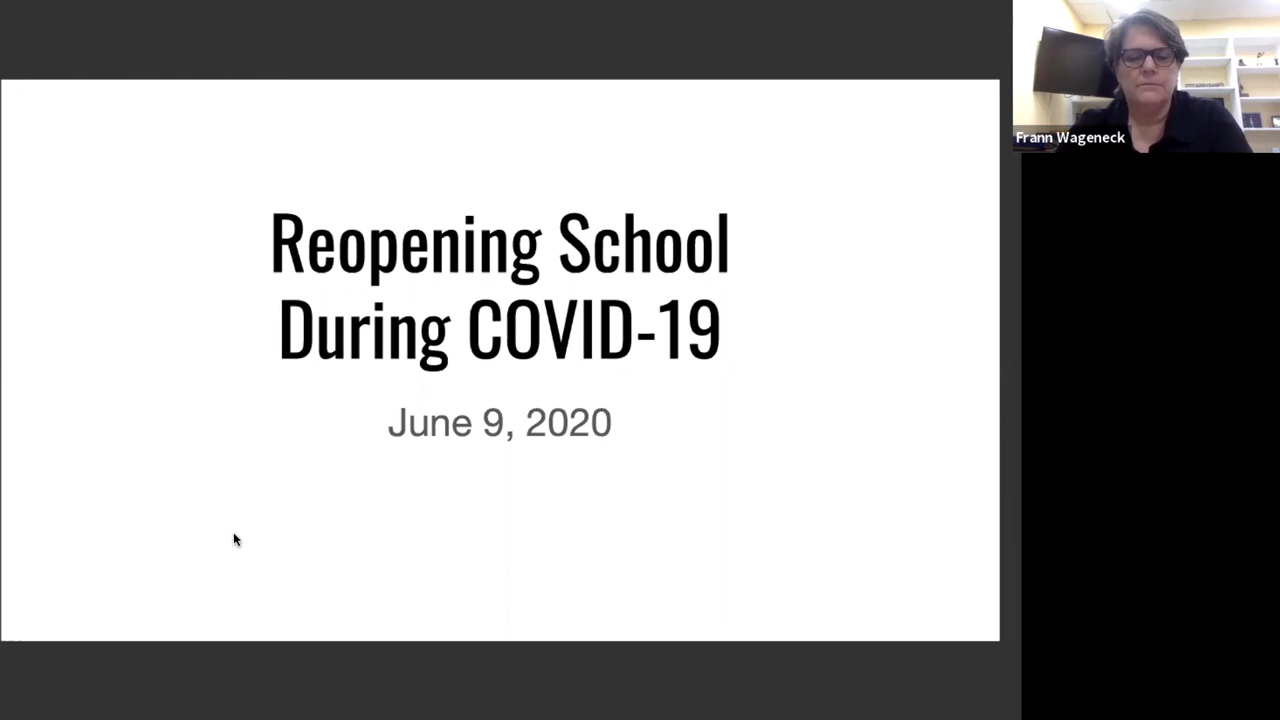 Reopening School
During COVID-19
June 9, 2020
Frann Wageneck